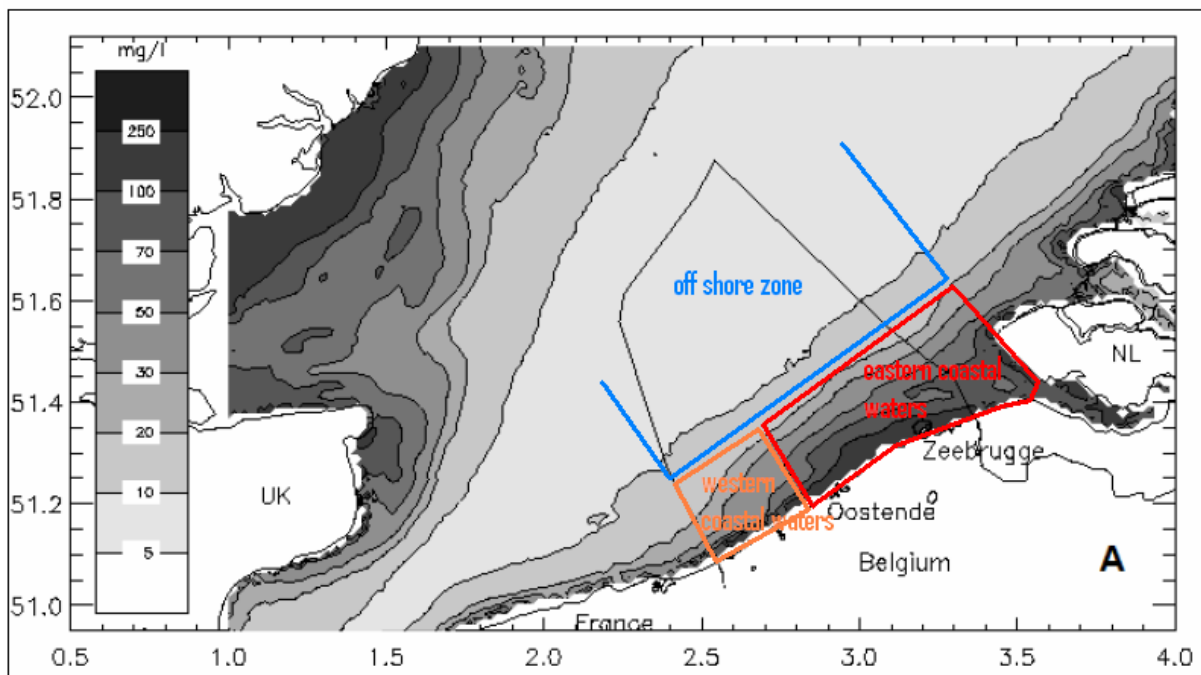 mg/l
250
100
70
50
30
20
10
5
52.0
51.8
51.6
51.4
51.2
51.0
off shore zone
eastern coastal
waters
western
coastal waters
NL
Zeebrugge
UK
Oostende
Belgium
A
France
0.5
1.0
1.5
2.0
2.5
3.0
3.5
4.0